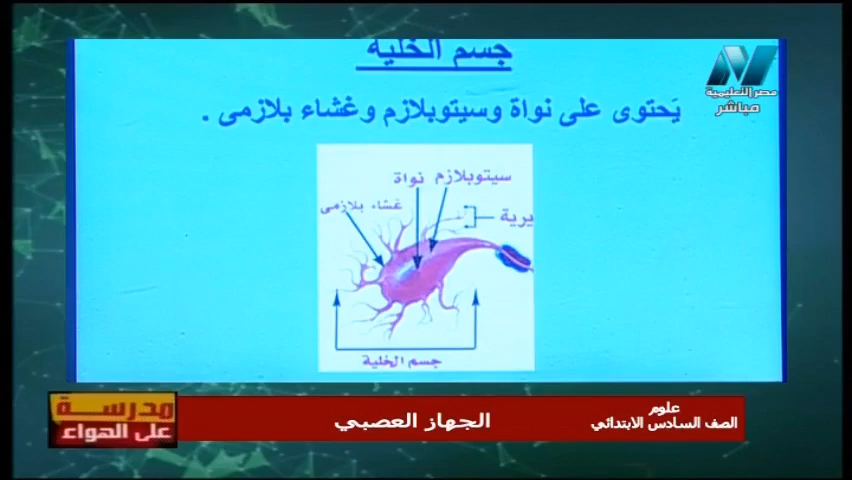 جسم الخلية
يَحتوى على نواة وسيتوبلازم وغشاء بلازمى .
مصر التعليمية
مباشر
سيتوبلازم
نواة
غشاء بلازمى
يرية
جسم الخلية
مدرسة
على الهواء
الجهاز العصبي
علوم
الصف السادس الابتدائي